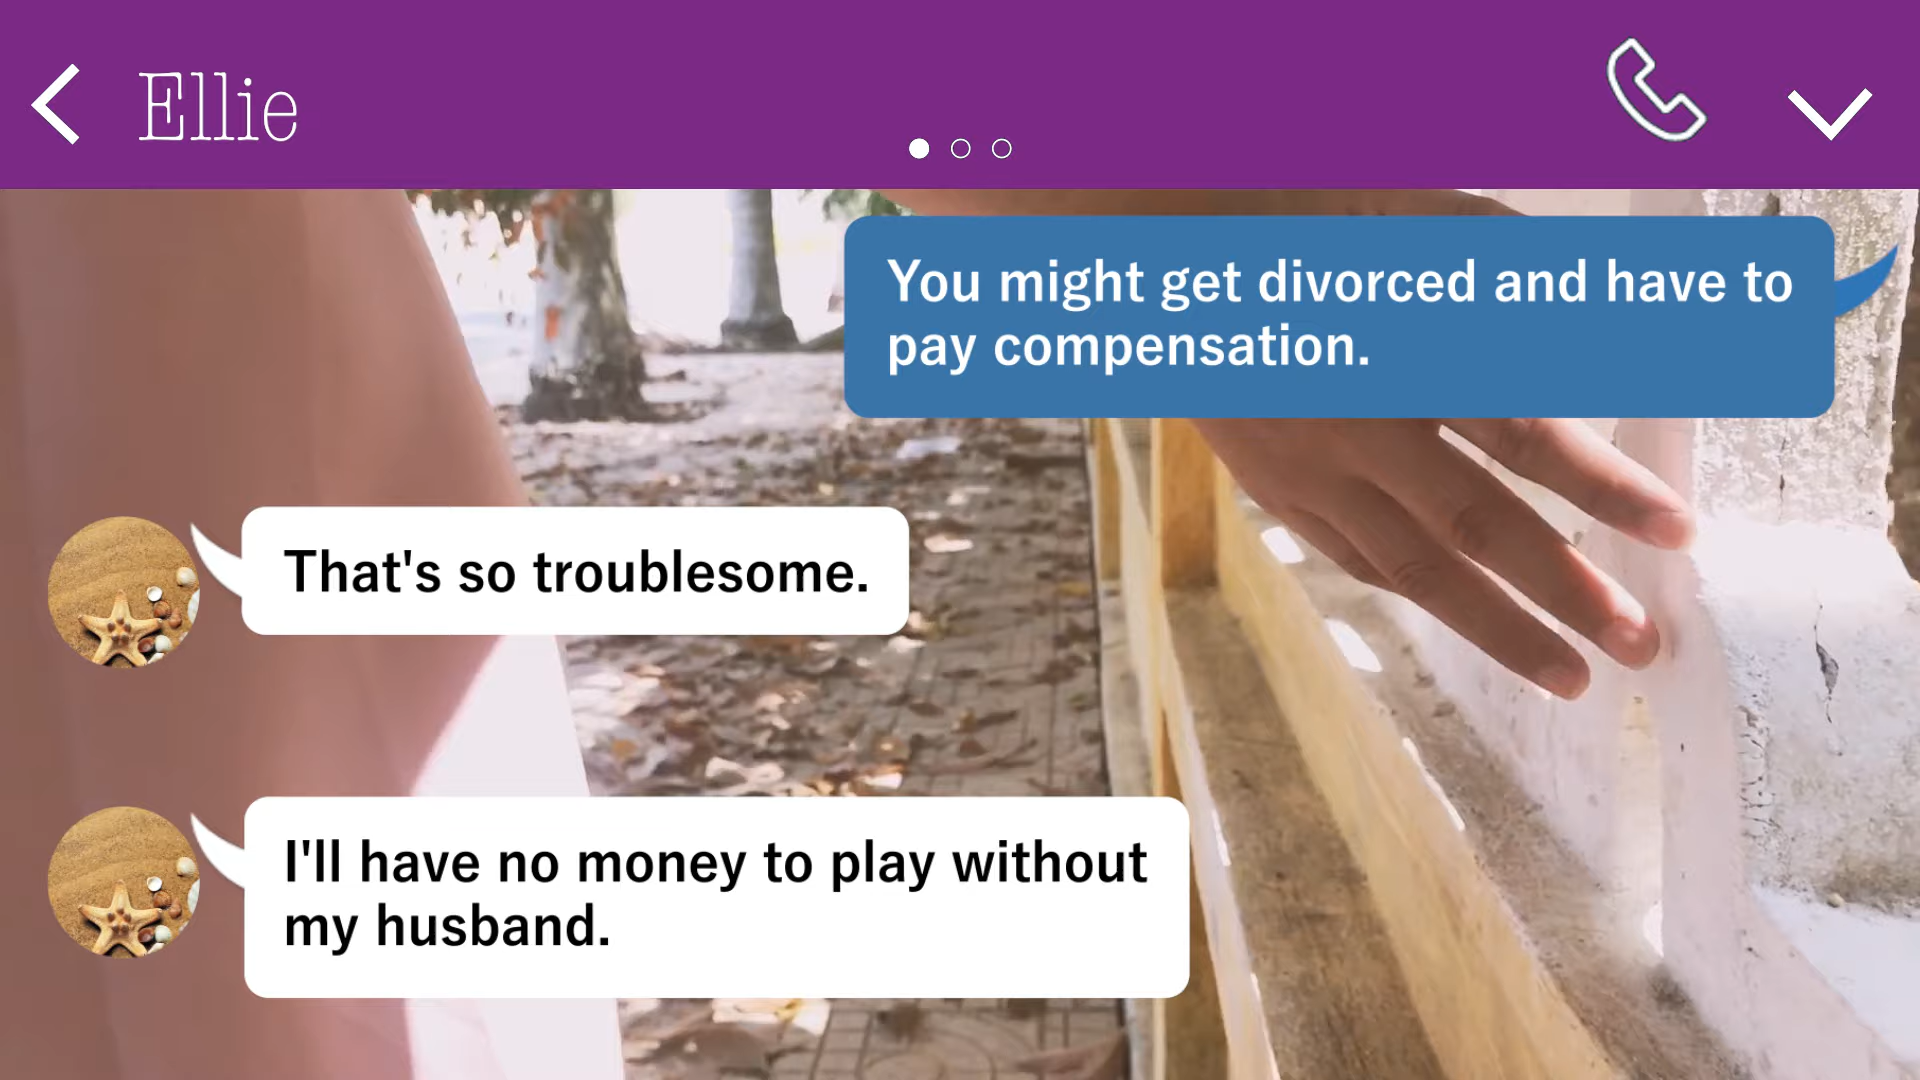 Ellie
You might get divorced and have to
pay compensation.
That's so troublesome.
I'll have no money to play without
my husband.